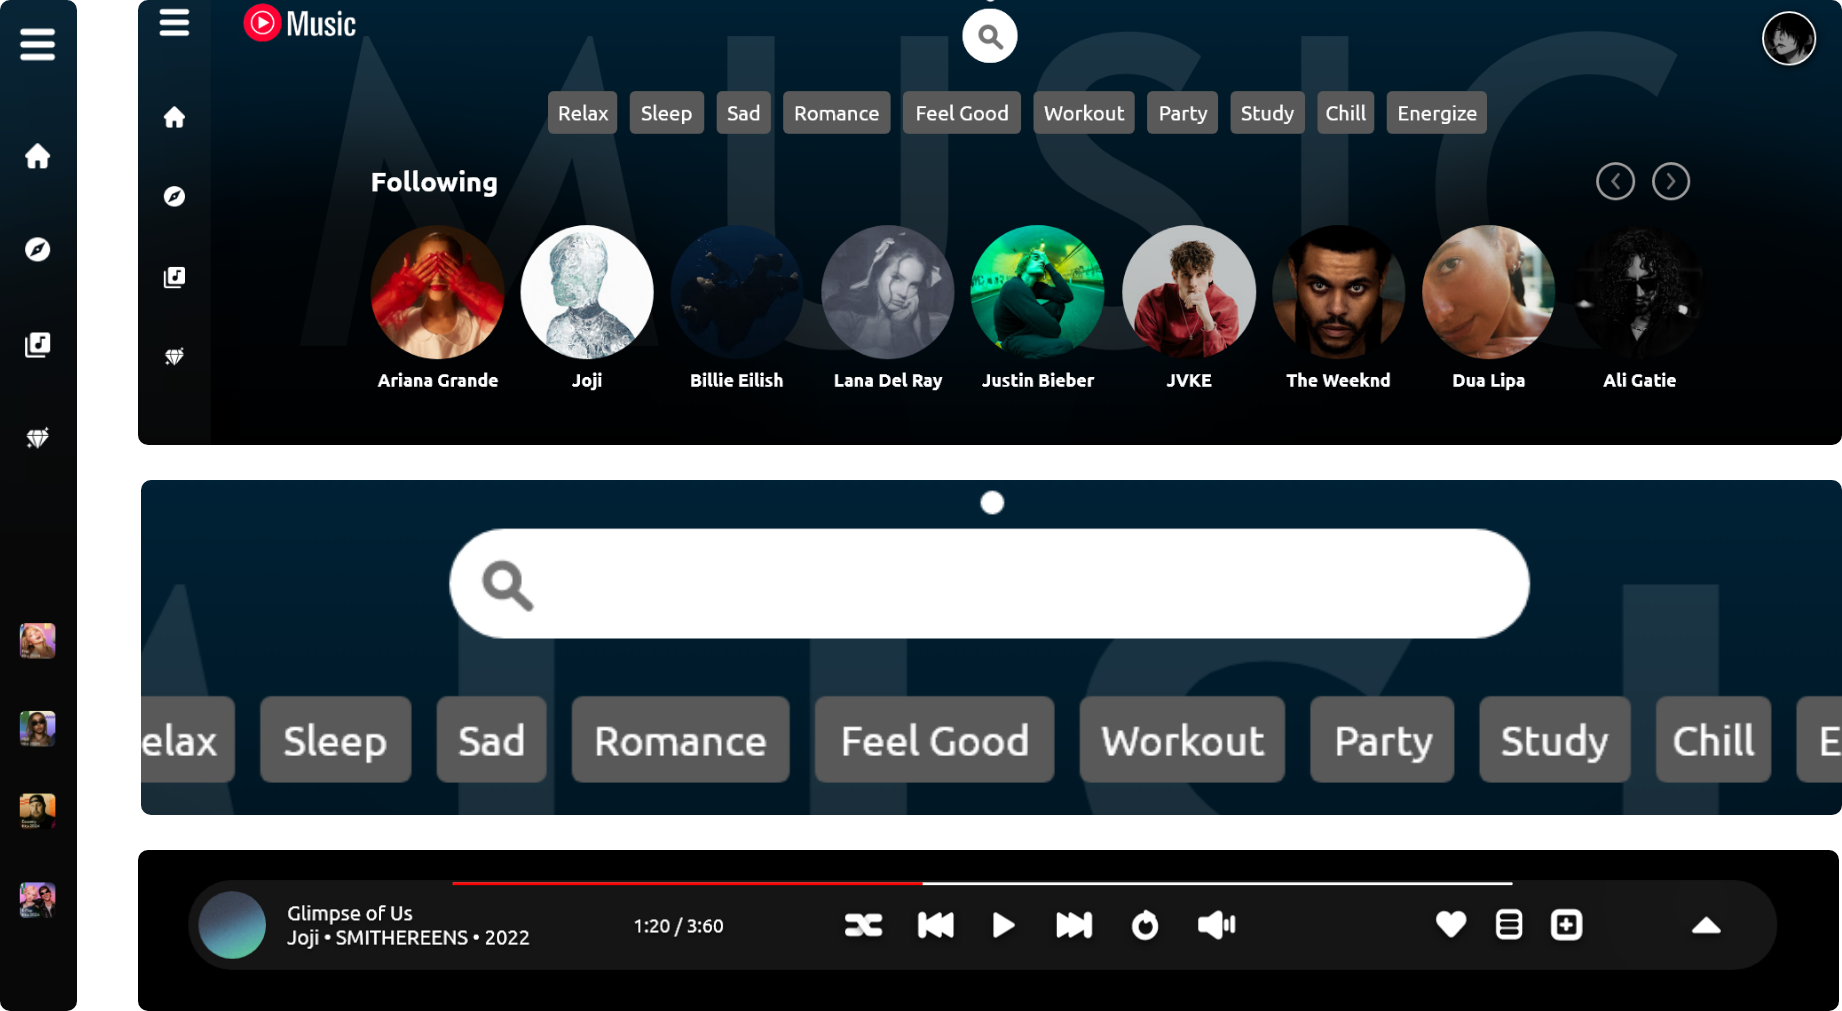 Music
MUSIC
Relax Sleep Sad Romance Feel Good Workout Party Study Chill Energize
Following
Ariana Grande Joji Billie Eilish Lana Del Ray Justin Bieber JVKE The Weeknd Dua Lipa Ali Gatie
elax Sleep Sad Romance Feel Good Workout Party Study Chill E
Glimpse of Us
Joji • SMITHEREENS • 2022
1:20 / 3:60